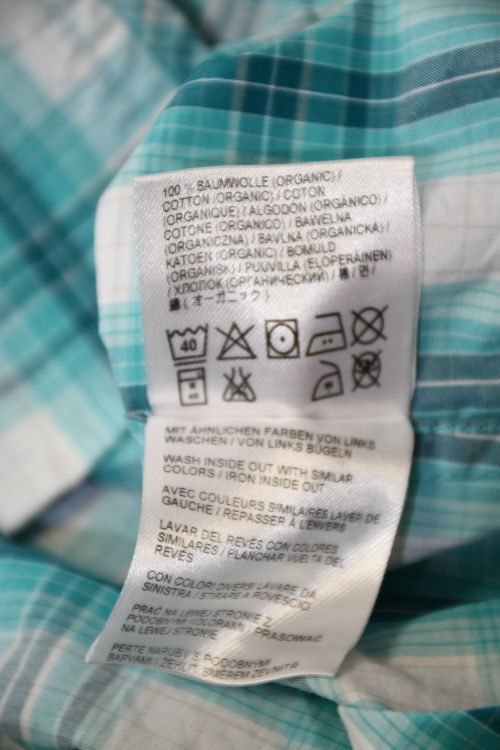 100 % BAUMWOLLE (ORGANIC) /
COTTON (ORGANIC) / COTON
(ORGANIQUE) / ALGODÓN (ORGÁNICO) /
COTONE (ORGANICO) / BAWEŁNA
(ORGANICZNA) / BAVLNA (ORGANICKÁ) /
KATOEN (ORGANIC) / BOMULD
(ORGANISK) / PUUVILLA (ELOPERÄINEN)
/ ХЛОПОК (ОРГАНИЧЕСКИЙ) / 棉 / 면 /
綿 (オーガニック)
40
40
MIT ÄHNLICHEN FARBEN VON LINKS
WASCHEN / VON LINKS BÜGELN
WASH INSIDE OUT WITH SIMILAR
COLORS / IRON INSIDE OUT
AVEC COULEURS SIMILAIRES LAVER DE
GAUCHE / REPASSER À L'ENVERS
LAVAR DEL REVÉS CON COLORES
SIMILARES / PLANCHAR VUELTA DEL
REVÉS
CON COLORI DIVERSI LAVARE DA
SINISTRA / STIRARE A ROVESCIO
PRAĆ NA LEWEJ STRONIE Z
PODOBNYMI KOLORAMI, PRASOWAĆ
NA LEWEJ STRONIE
PERTE NARUBY S PODOBNÝMI
BARVAMI / ŽEHLIT SMĚREM ZEVNITŘ